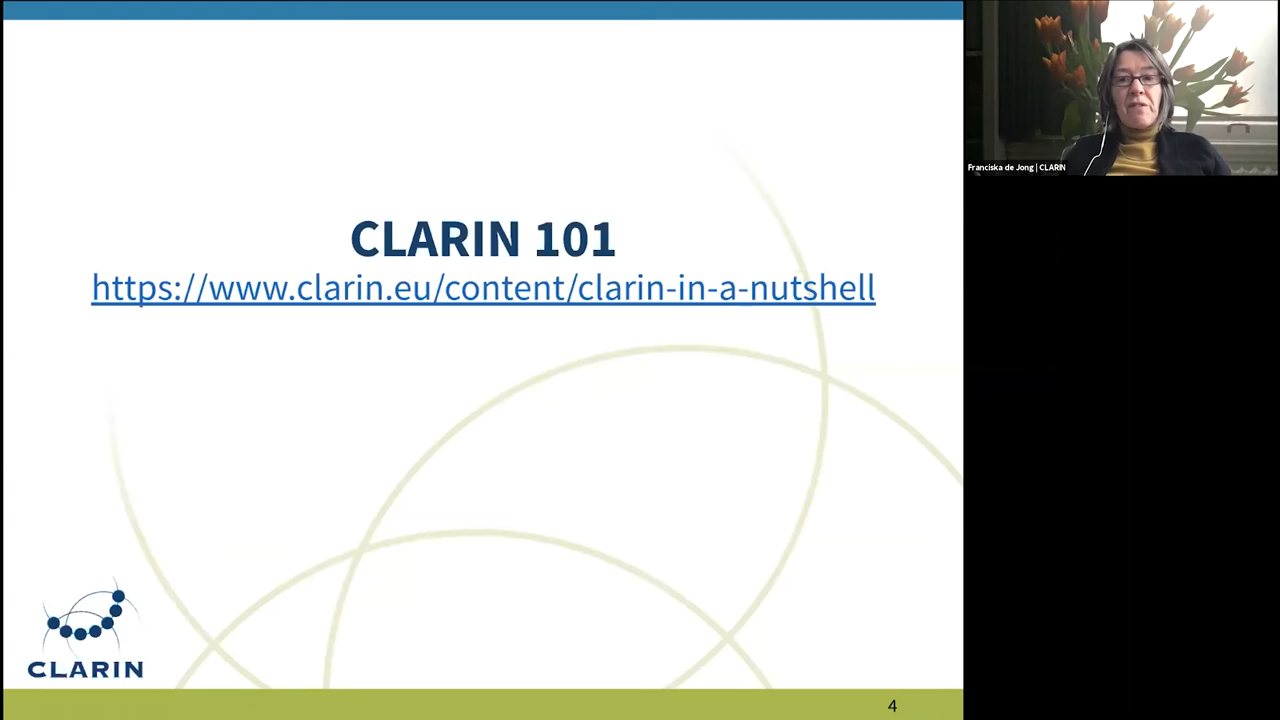 CLARIN 101
https://www.clarin.eu/content/clarin-in-a-nutshell
CLARIN
4
Franciska de Jong | CLARIN